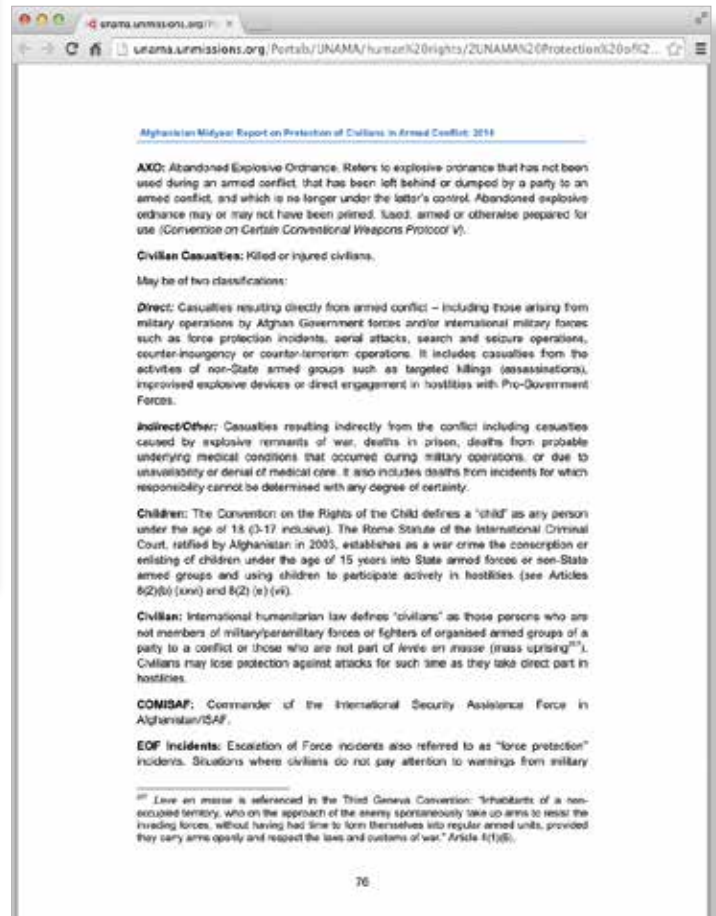 unama.unmissions.org/Portals/UNAMA/human%20rights/
Afghanistan Midyear Report on Protection of Civilians in Armed Conflict: 2014
AXO: Abandoned Explosive Ordnance. Refers to explosive ordnance that has not been
used during an armed conflict, that has been left behind or dumped by a party to an
armed conflict, and which is no longer under the latter's control. Abandoned explosive
ordnance may or may not have been primed, fused, armed or otherwise prepared for
use (Convention on Certain Conventional Weapons Protocol V).
Civilian Casualties: Killed or injured civilians.
May be of two classifications:
Direct: Casualties resulting directly from armed conflict – including those arising from
military operations by Afghan Government forces and/or international military forces
such as force protection incidents, aerial attacks, search and seizure operations,
counter-insurgency or counter-terrorism operations. It includes casualties from the
activities of non-State armed groups such as targeted killings (assassinations),
improvised explosive devices or direct engagement in hostilities with Pro-Government
Forces.
Indirect/Other: Casualties resulting indirectly from the conflict including casualties
caused by explosive remnants of war, deaths in prison, deaths from probable
underlying medical conditions that occurred during military operations, or due to
unavailability or denial of medical care. It also includes deaths from incidents for which
responsibility cannot be determined with any degree of certainty.
Children: The Convention on the Rights of the Child defines a "child" as any person
under the age of 18 (0-17 inclusive). The Rome Statute of the International Criminal
Court, ratified by Afghanistan in 2003, establishes as a war crime the conscription or
enlisting of children under the age of 15 years into State armed forces or non-State
armed groups and using children to participate actively in hostilities (see Articles
8(2)(b) (xxvi) and 8(2) (e) (vii).
Civilian: International humanitarian law defines "civilians" as those persons who are
not members of military/paramilitary forces or fighters of organised armed groups of a
party to a conflict or those who are not part of levée en masse (mass uprising).
Civilians may lose protection against attacks for such time as they take direct part in
hostilities.
COMISAF: Commander of the International Security Assistance Force in
Afghanistan/ISAF.
EOF Incidents: Escalation of Force incidents also referred to as "force protection"
incidents. Situations where civilians do not pay attention to warnings from military
Leve en masse is referenced in the Third Geneva Convention: "Inhabitants of a non-
occupied territory, who on the approach of the enemy spontaneously take up arms to resist the
invading forces, without having had time to form themselves into regular armed units, provided
they carry arms openly and respect the laws and customs of war." Article 4(1)(6).
76